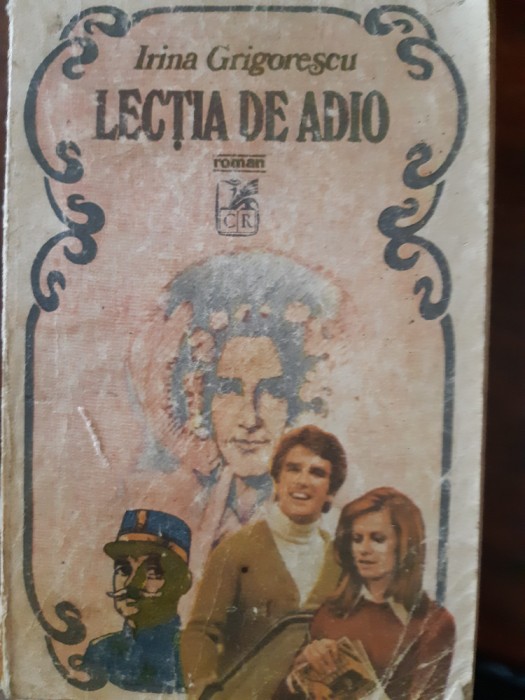 Irina Grigorescu
LECȚIA DE ADIO
roman
CR